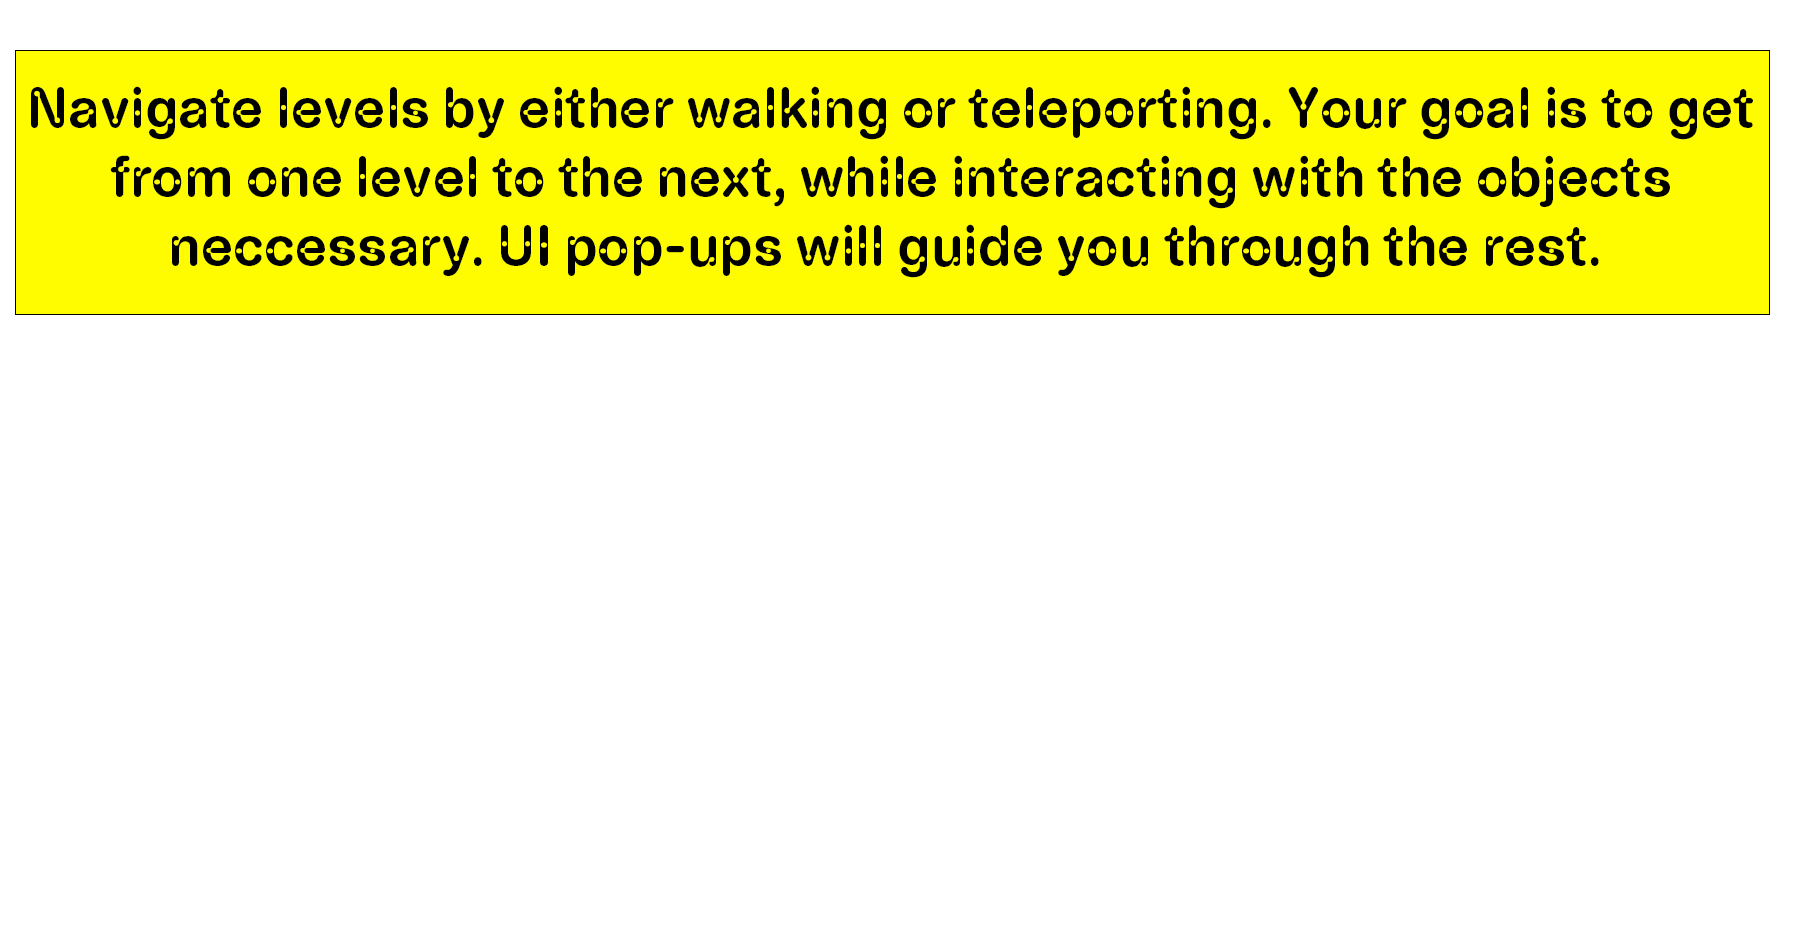 Navigate levels by either walking or teleporting. Your goal is to get
from one level to the next, while interacting with the objects
neccessary. UI pop-ups will guide you through the rest.